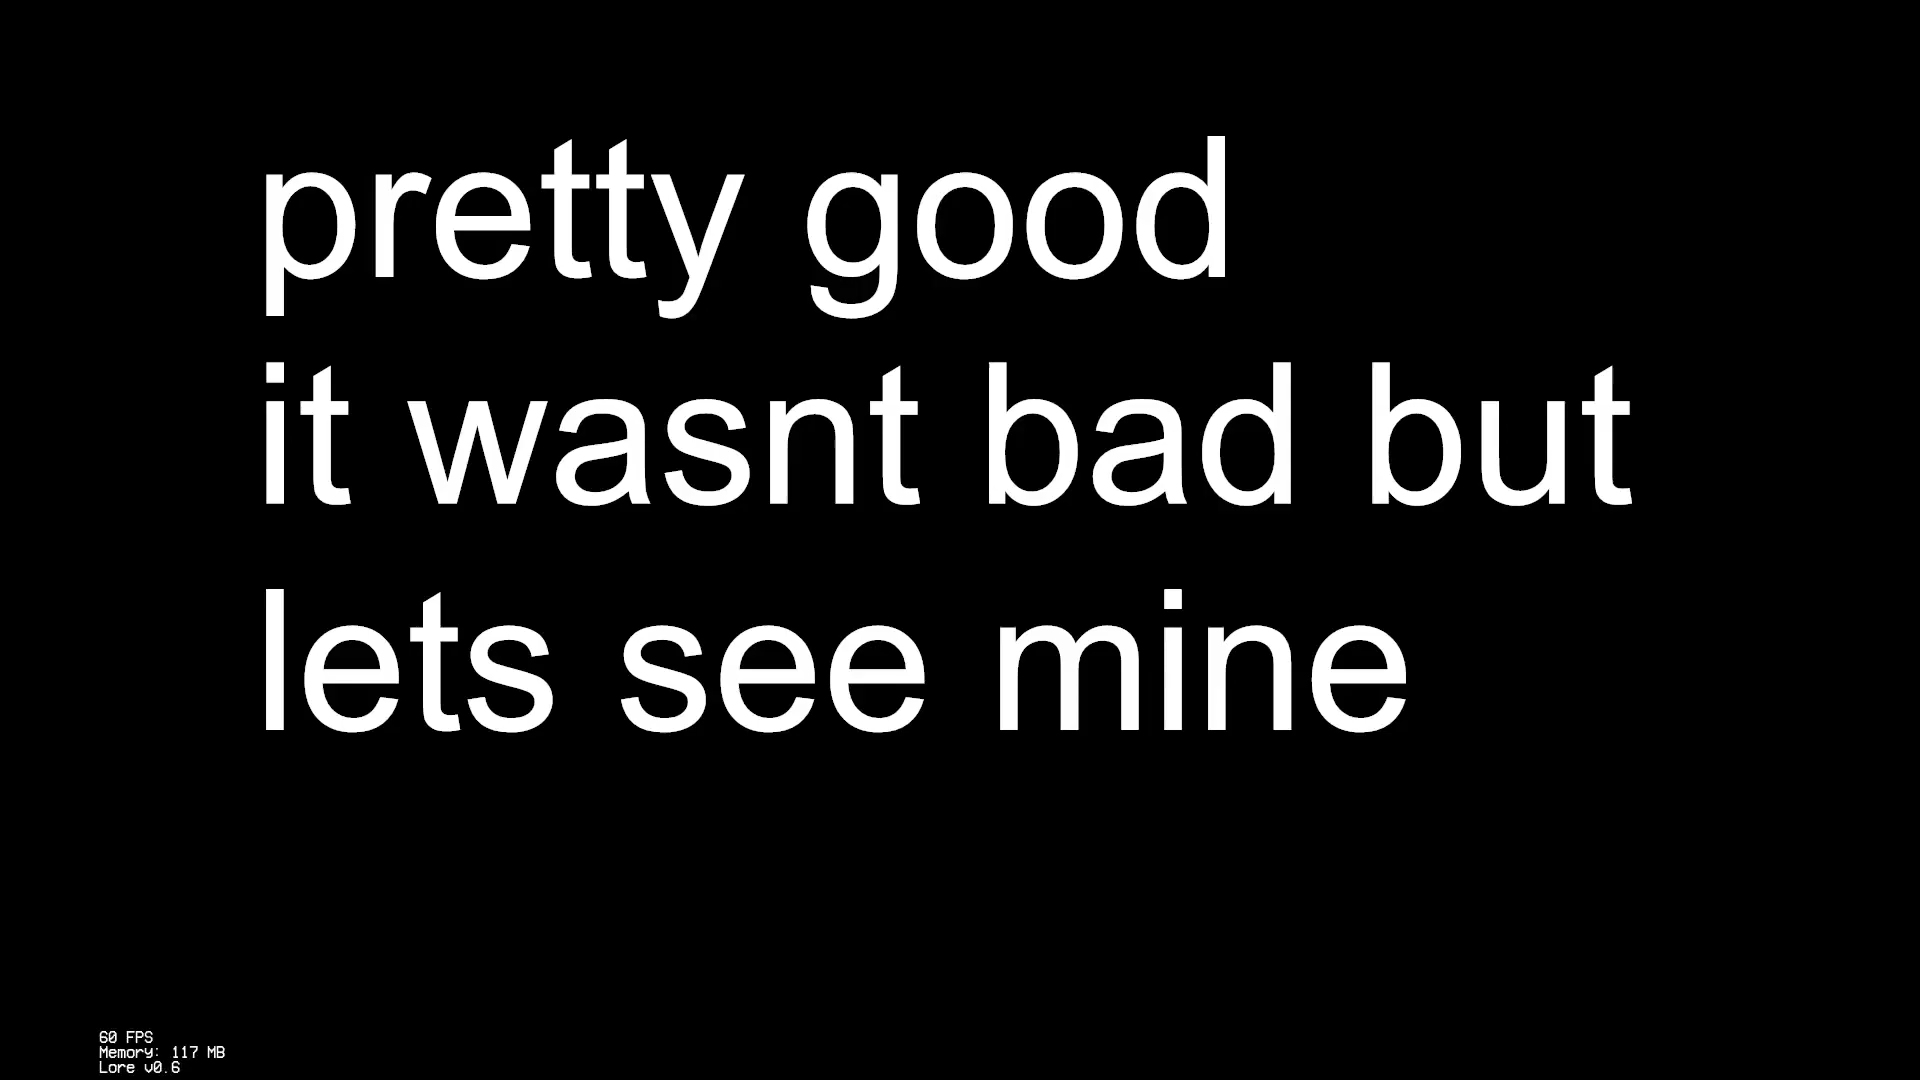 pretty good
it wasnt bad but
lets see mine
60 FPS
Memory: 117 MB
Lore v0.6